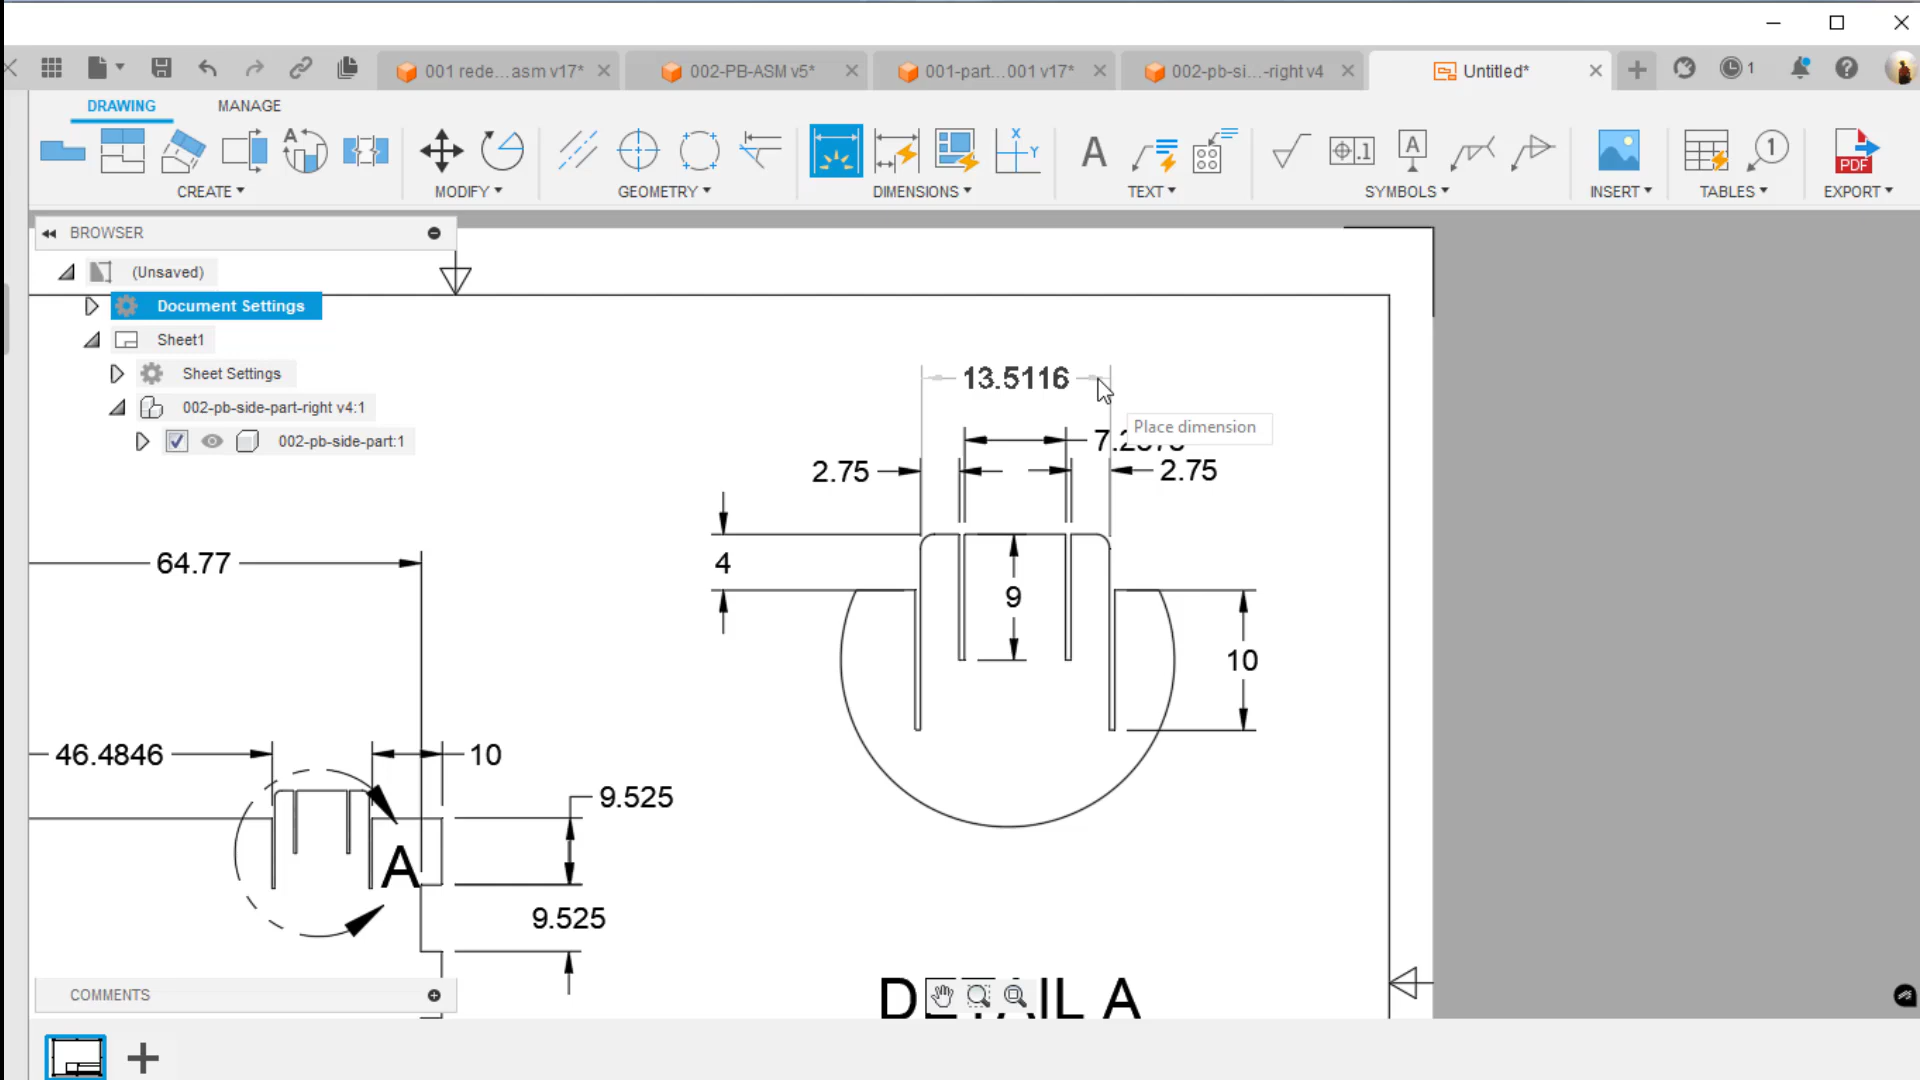 001 rede...asm v17*
002-PB-ASM v5*
001-part...001 v17*
002-pb-si...-right v4
Untitled*
1
DRAWING
MANAGE
CREATE
MODIFY
GEOMETRY
DIMENSIONS
TEXT
SYMBOLS
INSERT
TABLES
EXPORT
BROWSER
(Unsaved)
Document Settings
Sheet1
Sheet Settings
002-pb-side-part-right v4:1
002-pb-side-part:1
13.5116
Place dimension
2.75
2.75
4
9
10
64.77
46.4846
10
9.525
A
9.525
DETAIL A
COMMENTS